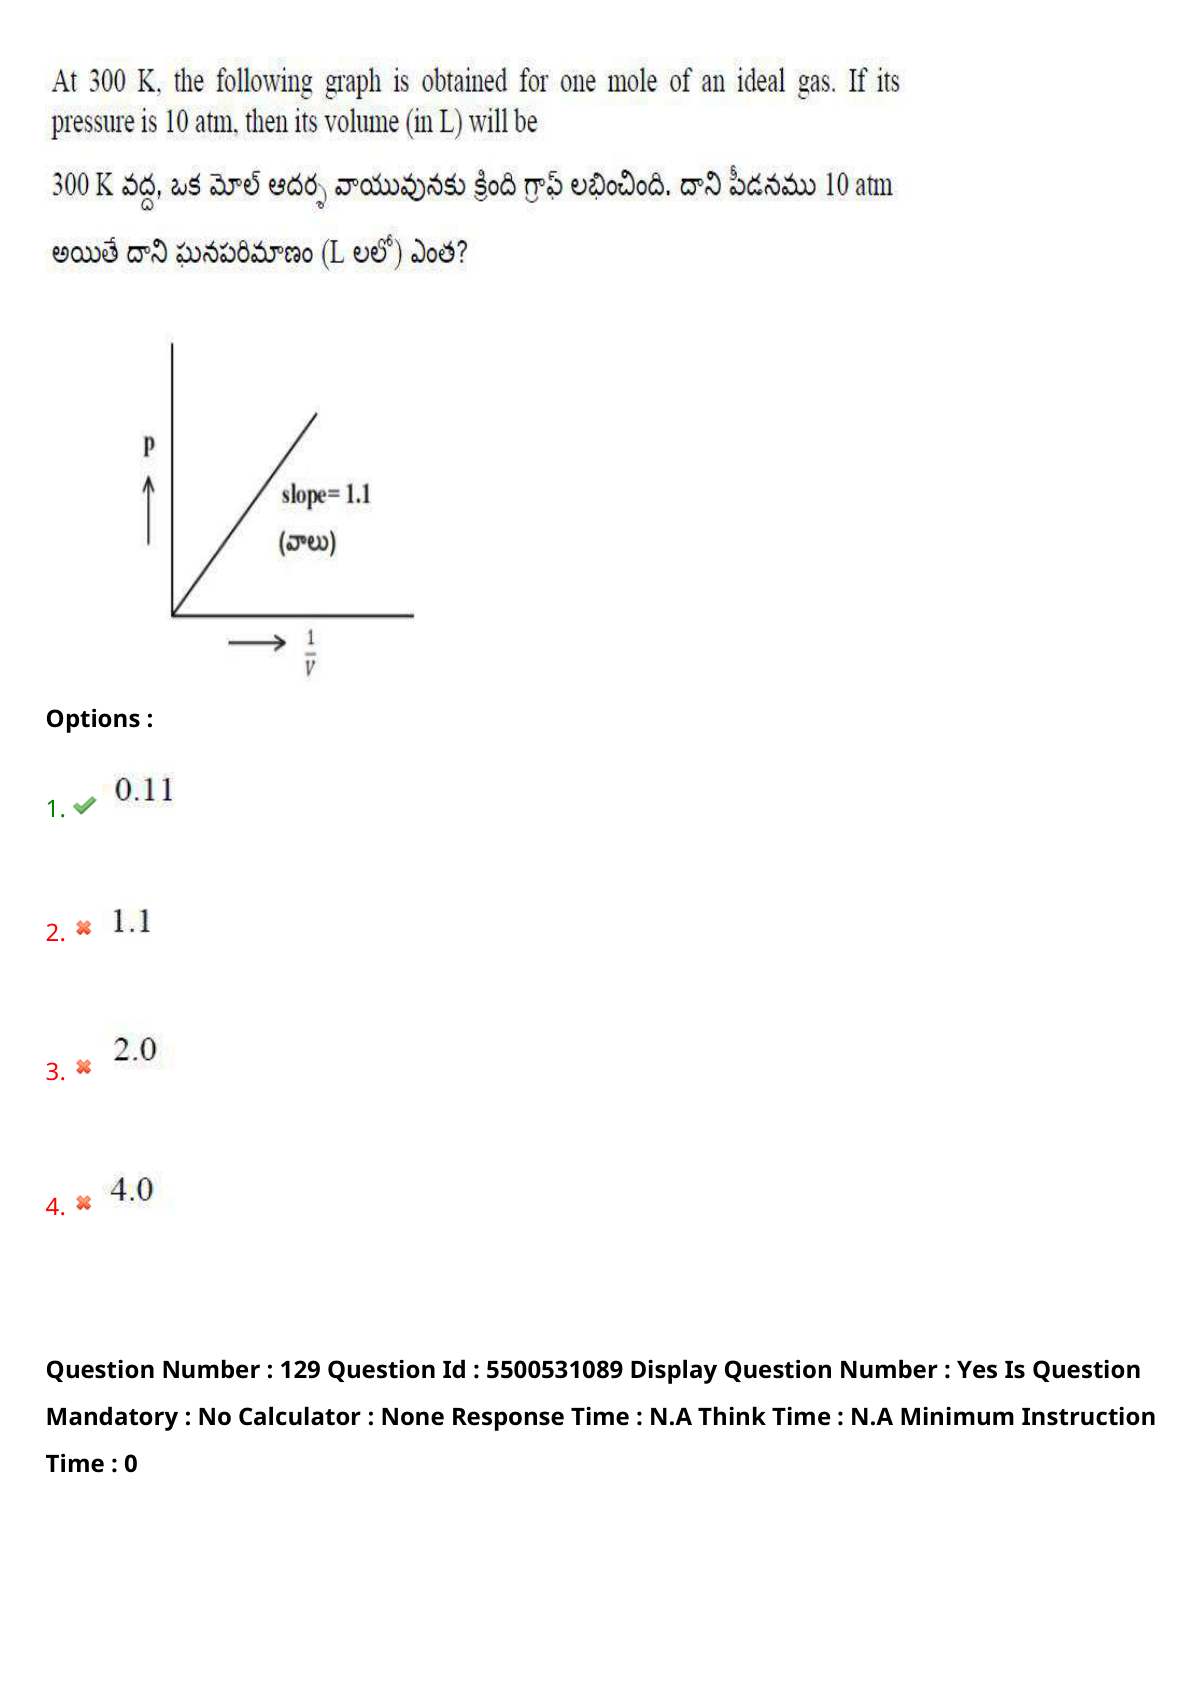 At 300 K, the following graph is obtained for one mole of an ideal gas. If its
pressure is 10 atm, then its volume (in L) will be
300 K వద్ద, ఒక మోల్ ఆదర్శ వాయువునకు క్రింది గ్రాఫ్ లభించింది. దాని పీడనము 10 atm
అయితే దాని ఘనపరిమాణం (L లలో) ఎంత?
p
slope= 1.1
(వాలు)
1
V
Options :
1. 0.11
2. 1.1
3. 2.0
4. 4.0
Question Number : 129 Question Id : 5500531089 Display Question Number : Yes Is Question
Mandatory : No Calculator : None Response Time : N.A Think Time : N.A Minimum Instruction
Time : 0